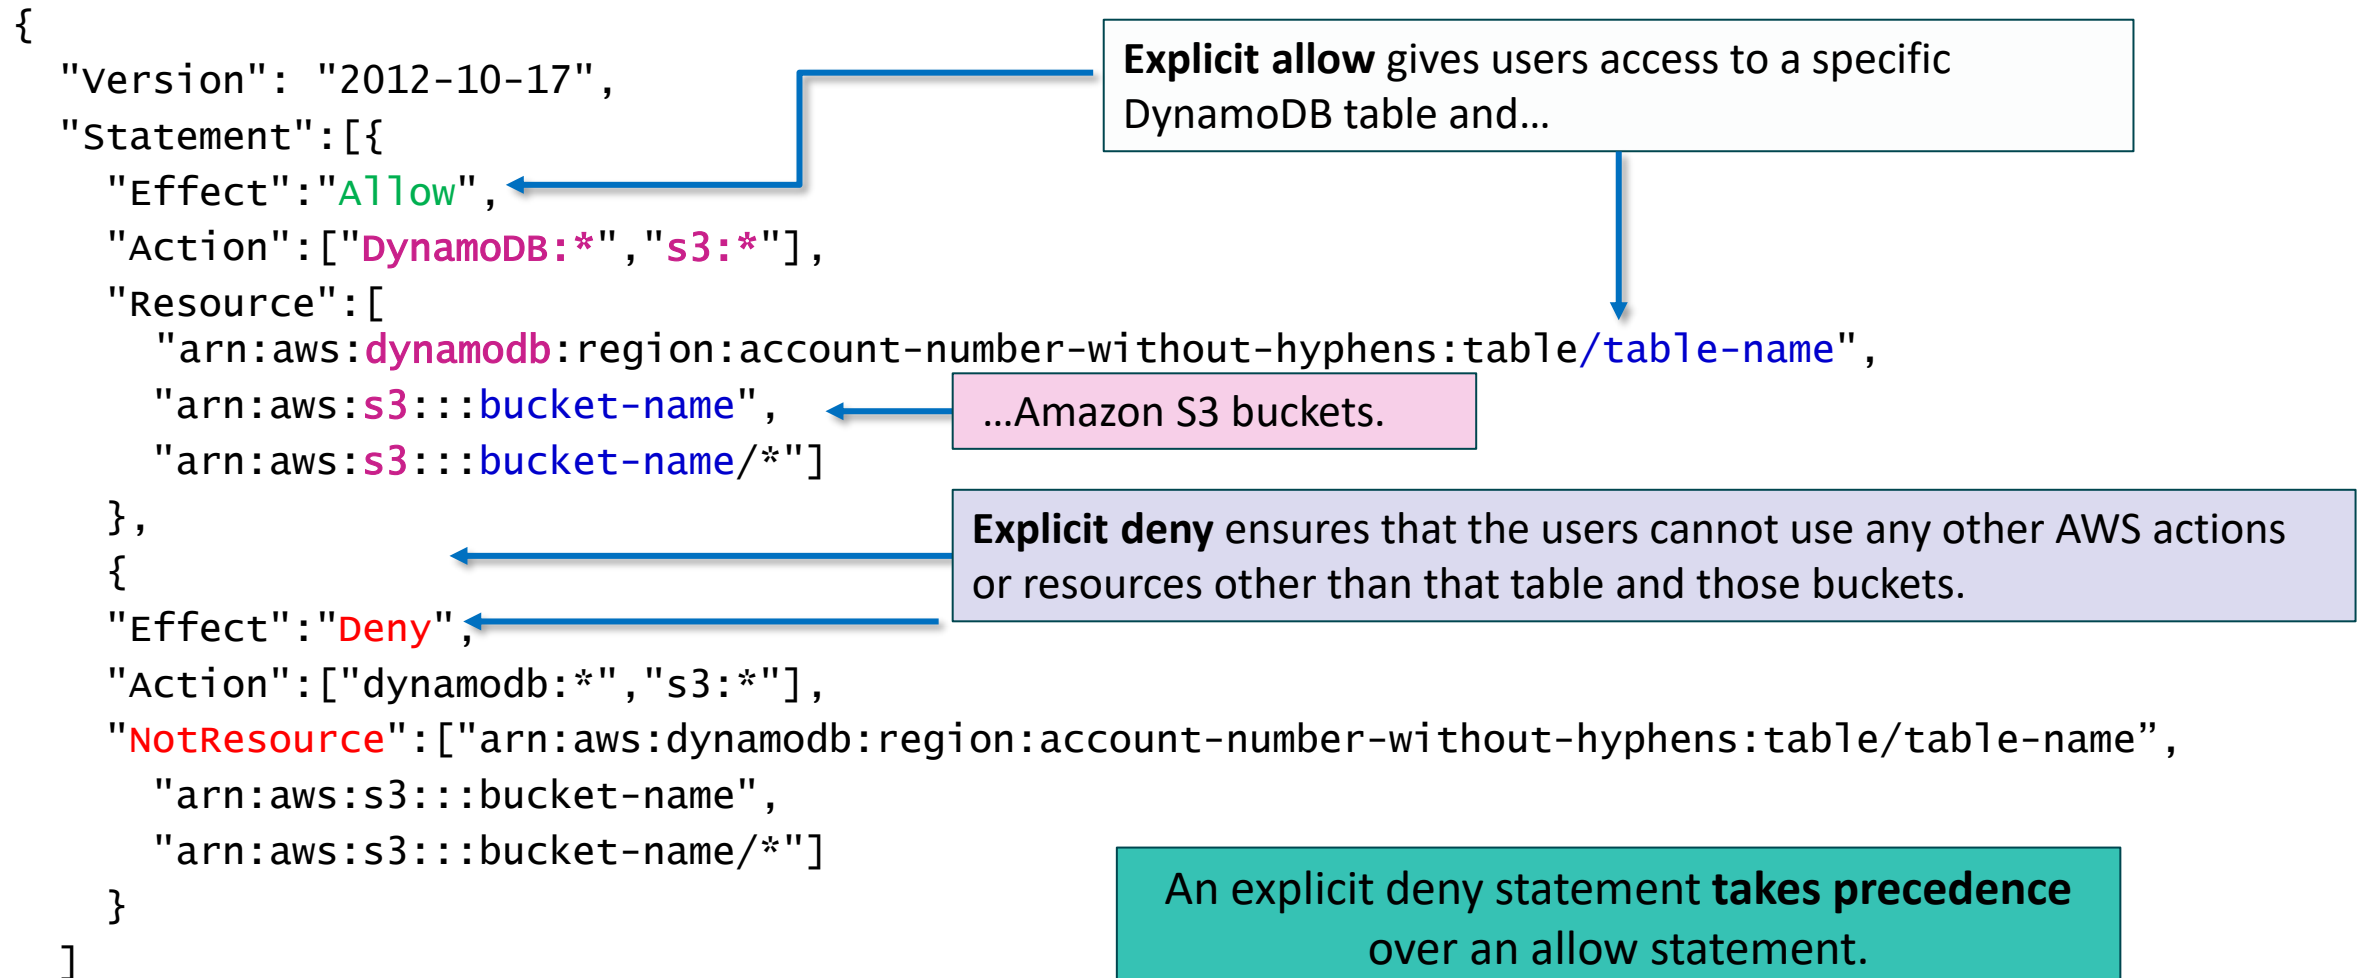 {
"Version": "2012-10-17",
"Statement":[{
"Effect":"Allow",
"Action":["DynamoDB:*","s3:*"],
"Resource":[
"arn:aws:dynamodb:region:account-number-without-hyphens:table/table-name",
"arn:aws:s3:::bucket-name",
"arn:aws:s3:::bucket-name/*"]
},
{
"Effect":"Deny",
"Action":["dynamodb:*","s3:*"],
"NotResource":["arn:aws:dynamodb:region:account-number-without-hyphens:table/table-name”,
"arn:aws:s3:::bucket-name",
"arn:aws:s3:::bucket-name/*"]
}
]
Explicit allow gives users access to a specific
DynamoDB table and…
…Amazon S3 buckets.
Explicit deny ensures that the users cannot use any other AWS actions
or resources other than that table and those buckets.
An explicit deny statement takes precedence
over an allow statement.